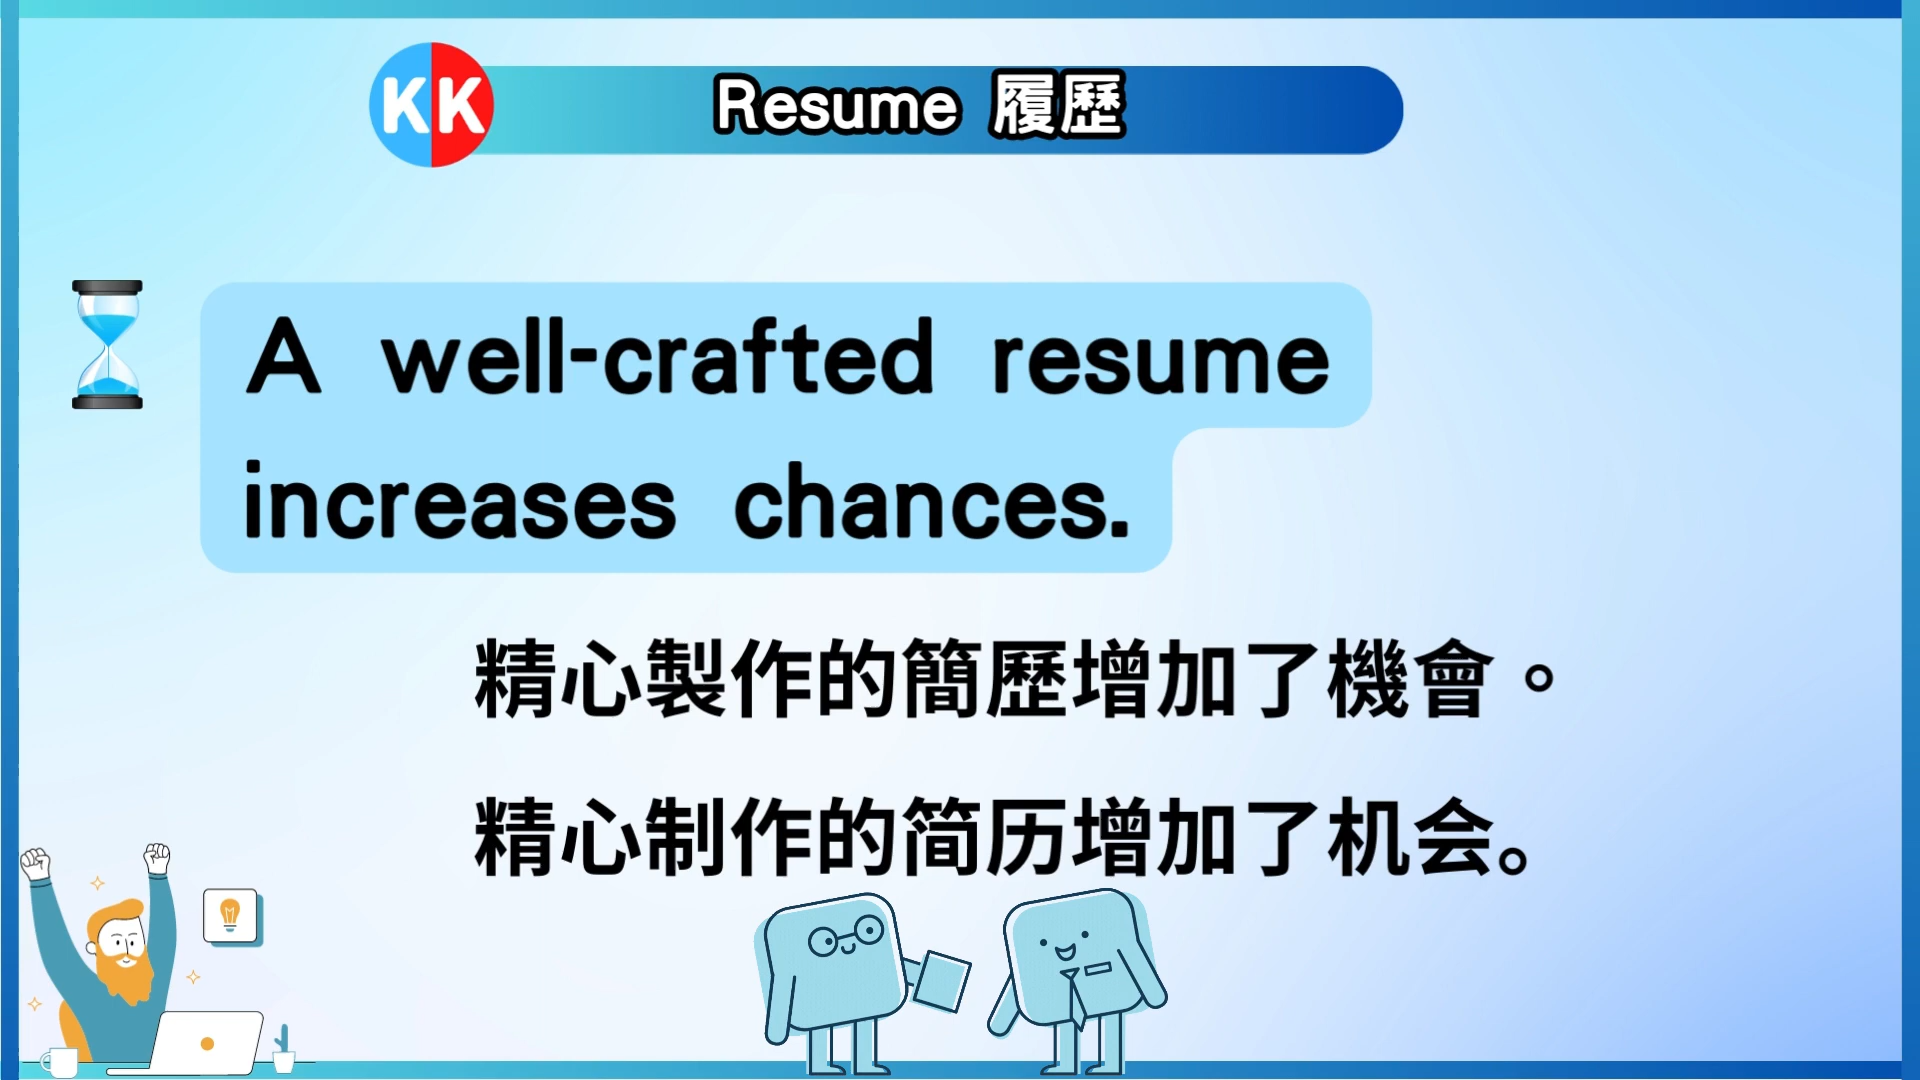 KK
Resume 履歷
A well-crafted resume
increases chances.
精心製作的簡歷增加了機會。
精心制作的简历增加了机会。